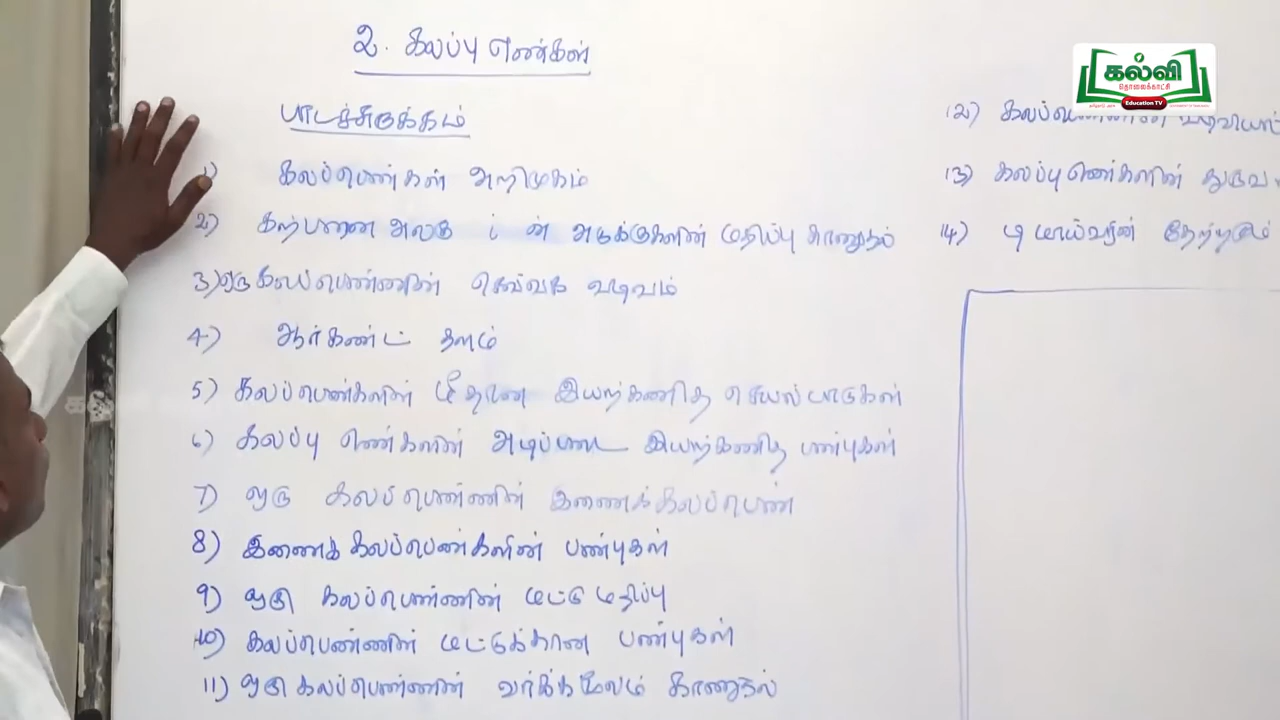 2. கலப்பு எண்கள்
பாடச்சுருக்கம்
1) கலப்பெண்கள் அறிமுகம்
2) கற்பனை அலகு i ன் அடுக்குகளின் மதிப்பு காணுதல்
3) ஒரு கலப்பெண்ணின் செவ்வக வடிவம்
4) ஆர்கண்ட் தளம்
5) கலப்பெண்களின் மீதான இயற்கணித செயல்பாடுகள்
6) கலப்பு எண்களின் அடிப்படை இயற்கணித பண்புகள்
7) ஒரு கலப்பெண்ணின் இணைக் கலப்பெண்
8) இணைக் கலப்பெண்களின் பண்புகள்
9) ஒரு கலப்பெண்ணின் மட்டு மதிப்பு
10) கலப்பெண்ணின் மட்டுக்கான பண்புகள்
11) ஒரு கலப்பெண்ணின் வர்க்கமூலம் காணுதல்
12)
13) கலப்பு எண்களின் துருவ
14) டி மாய்வரின் தேற்றமும்
கல்வி
தொலைக்காட்சி
Education TV